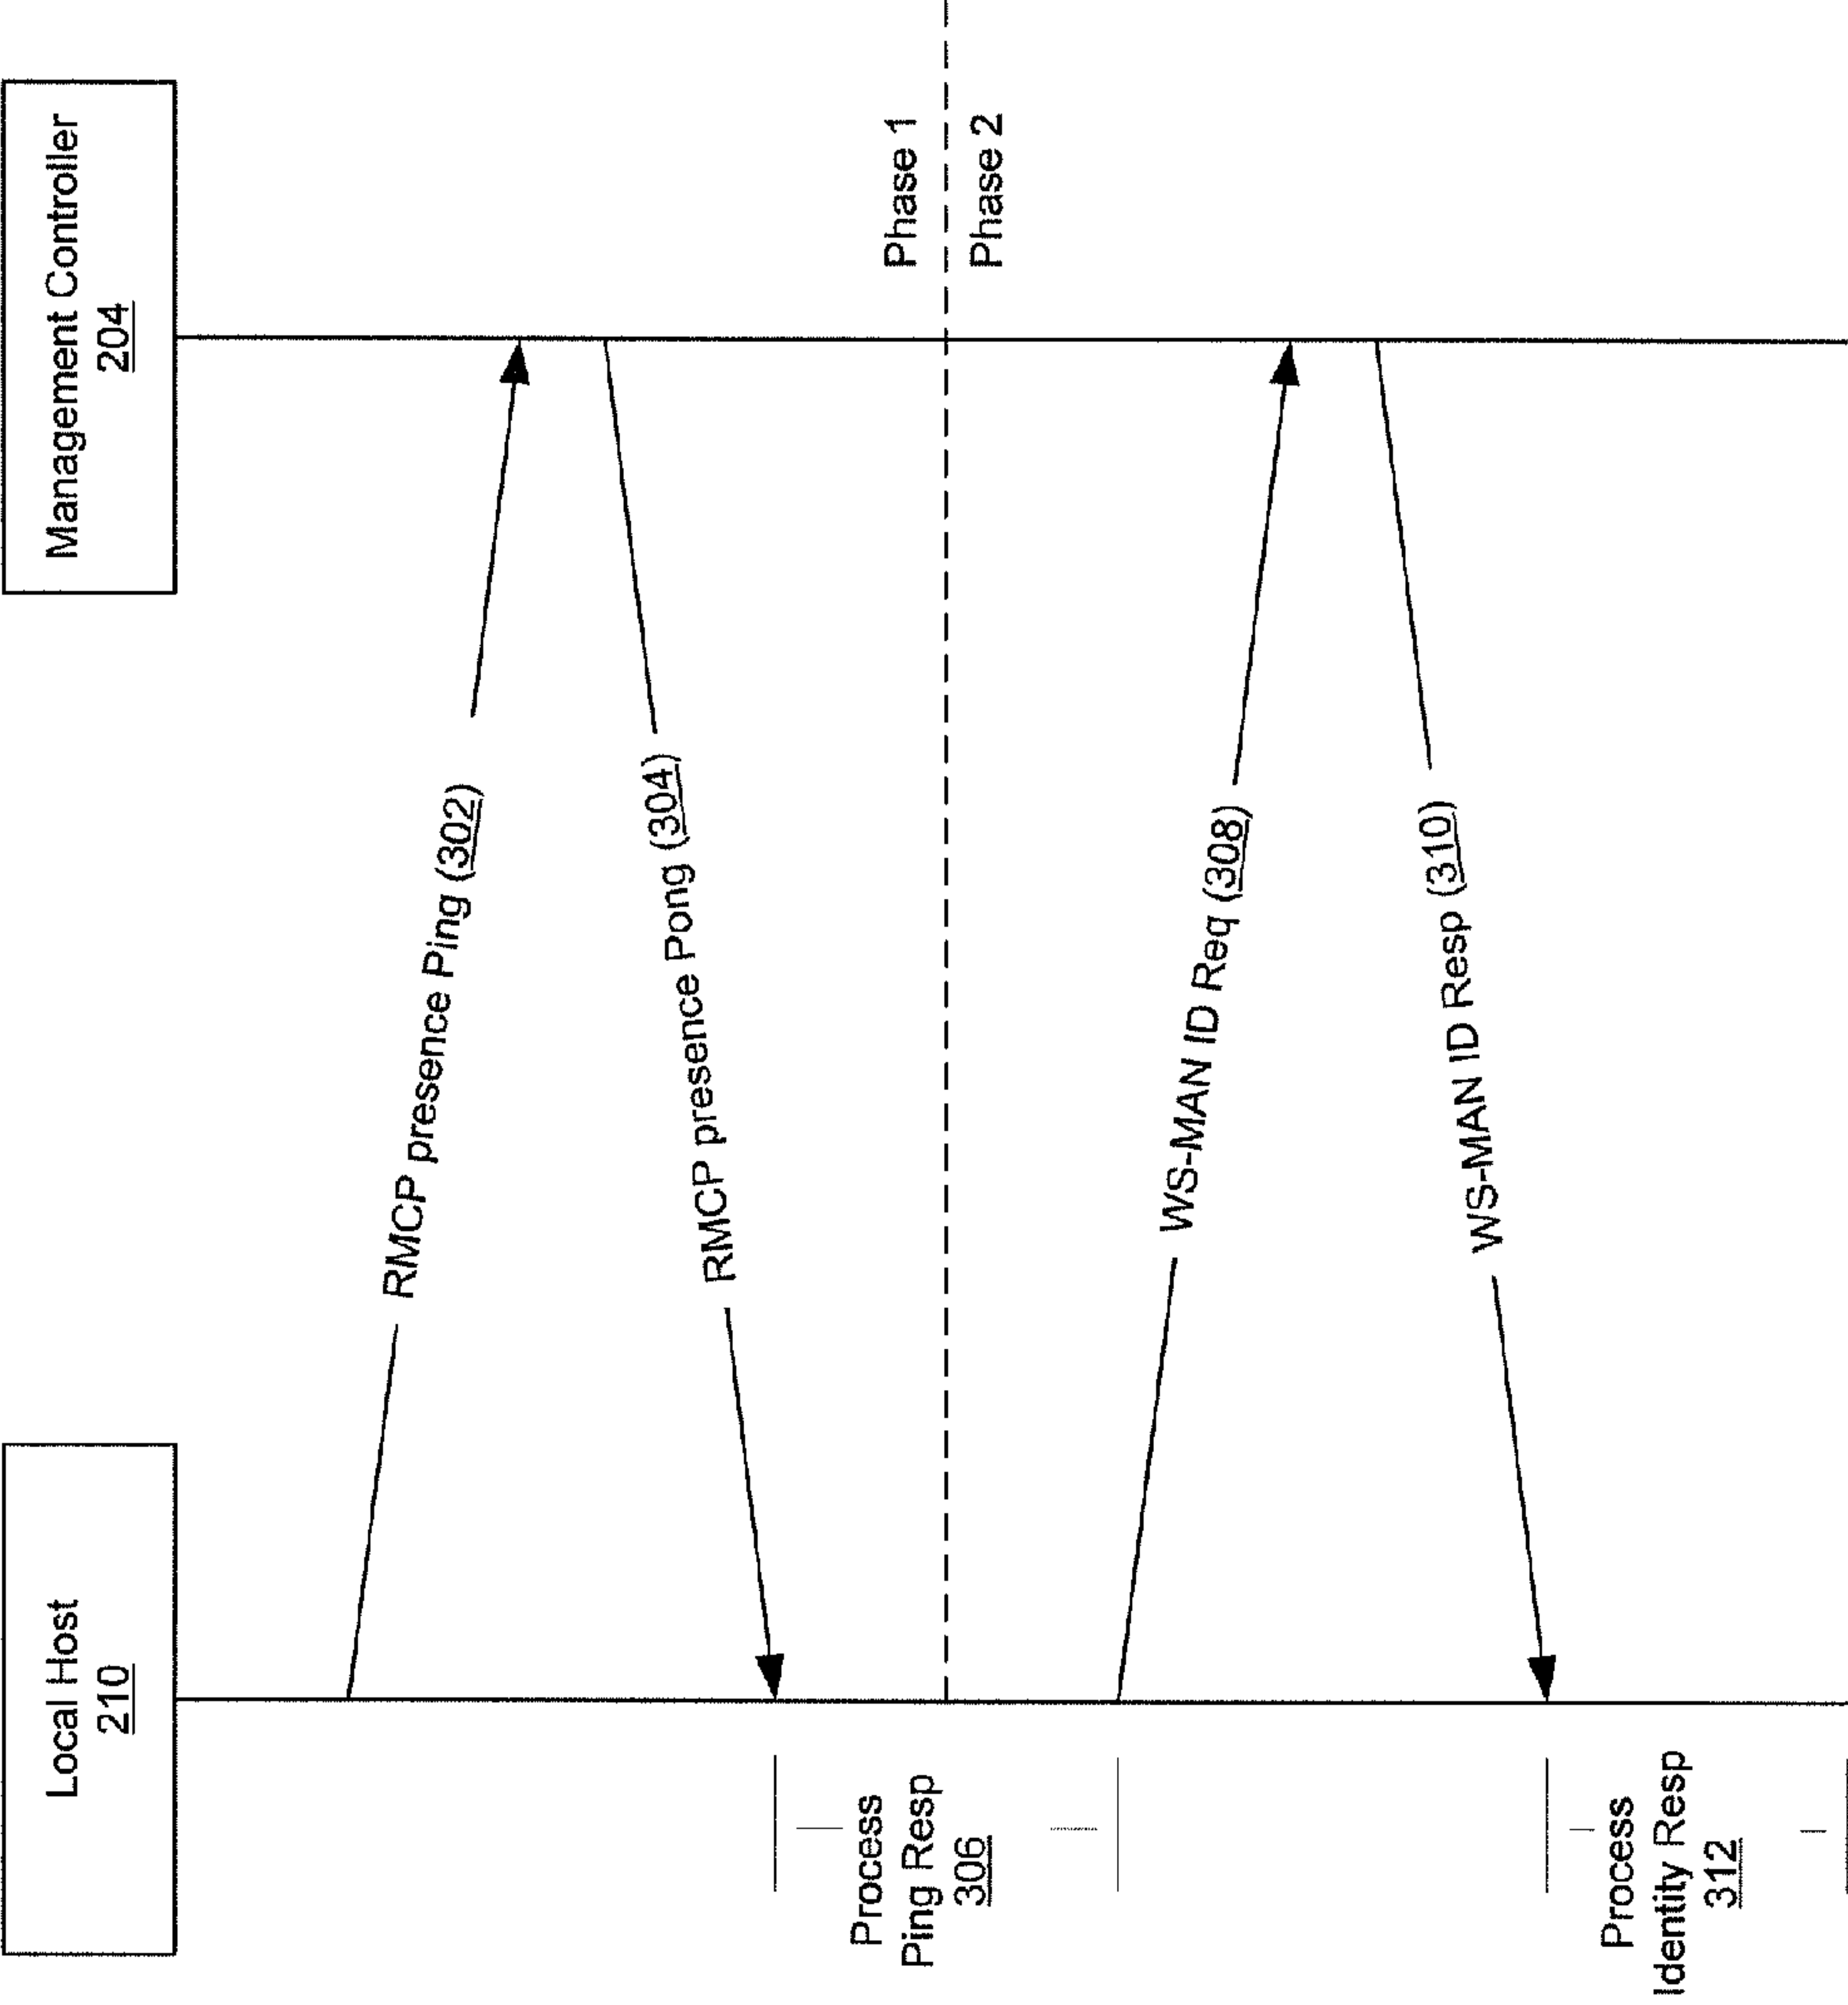 Local Host
210
Management Controller
204
RMCP presence Ping (302)
RMCP presence Pong (304)
Process
Ping Resp
306
Phase 1
Phase 2
WS-MAN ID Req (308)
WS-MAN ID Resp (310)
Process
Identity Resp
312